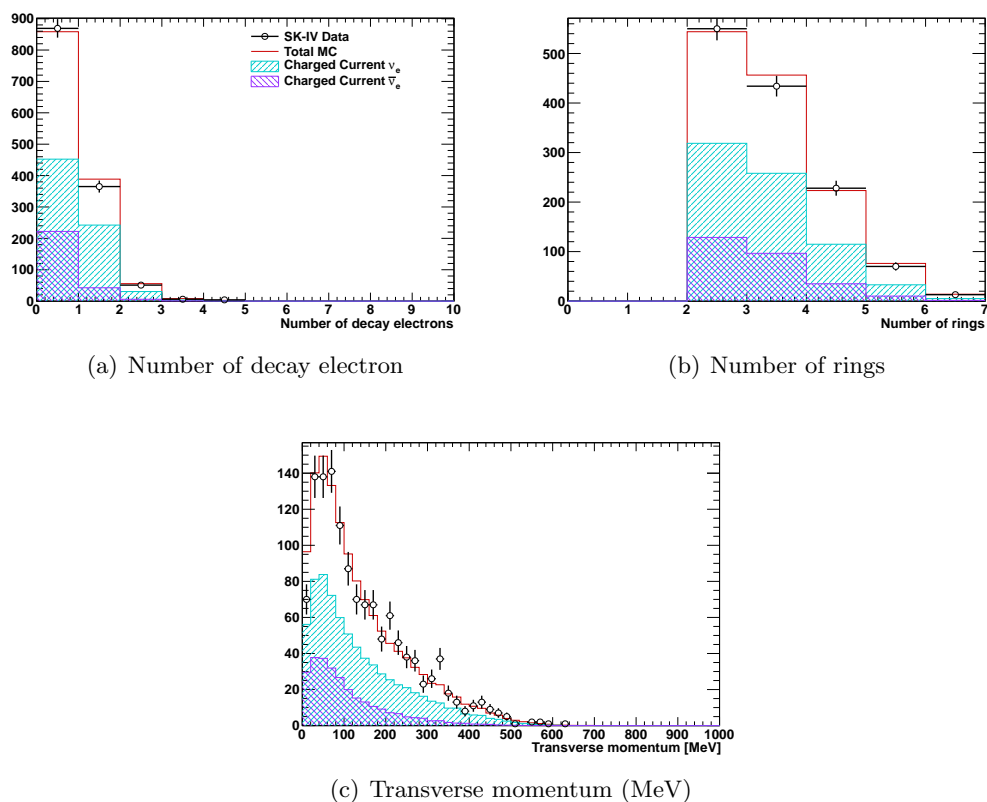 900
800
700
600
500
400
300
200
100
0
0 1 2 3 4 5 6 7 8 9 10
Number of decay electrons
SK-IV Data
Total MC
Charged Current ν_e
Charged Current ν̅_e
(a) Number of decay electron
500
400
300
200
100
0
0 1 2 3 4 5 6 7
Number of rings
(b) Number of rings
140
120
100
80
60
40
20
0
0 100 200 300 400 500 600 700 800 900 1000
Transverse momentum [MeV]
(c) Transverse momentum (MeV)